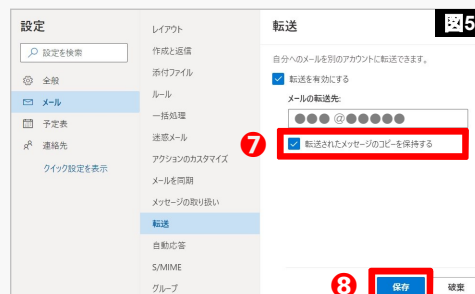 設定
設定を検索
全般
メール
予定表
連絡先
クイック設定を表示
レイアウト
作成と返信
添付ファイル
ルール
一括処理
迷惑メール
アクションのカスタマイズ
メールを同期
メッセージの取り扱い
転送
自動応答
S/MIME
グループ
転送
図5
自分へのメールを別のアカウントに転送できます。
転送を有効にする
メールの転送先:
●●● @●●●●●
❼
転送されたメッセージのコピーを保持する
❽
保存
破棄